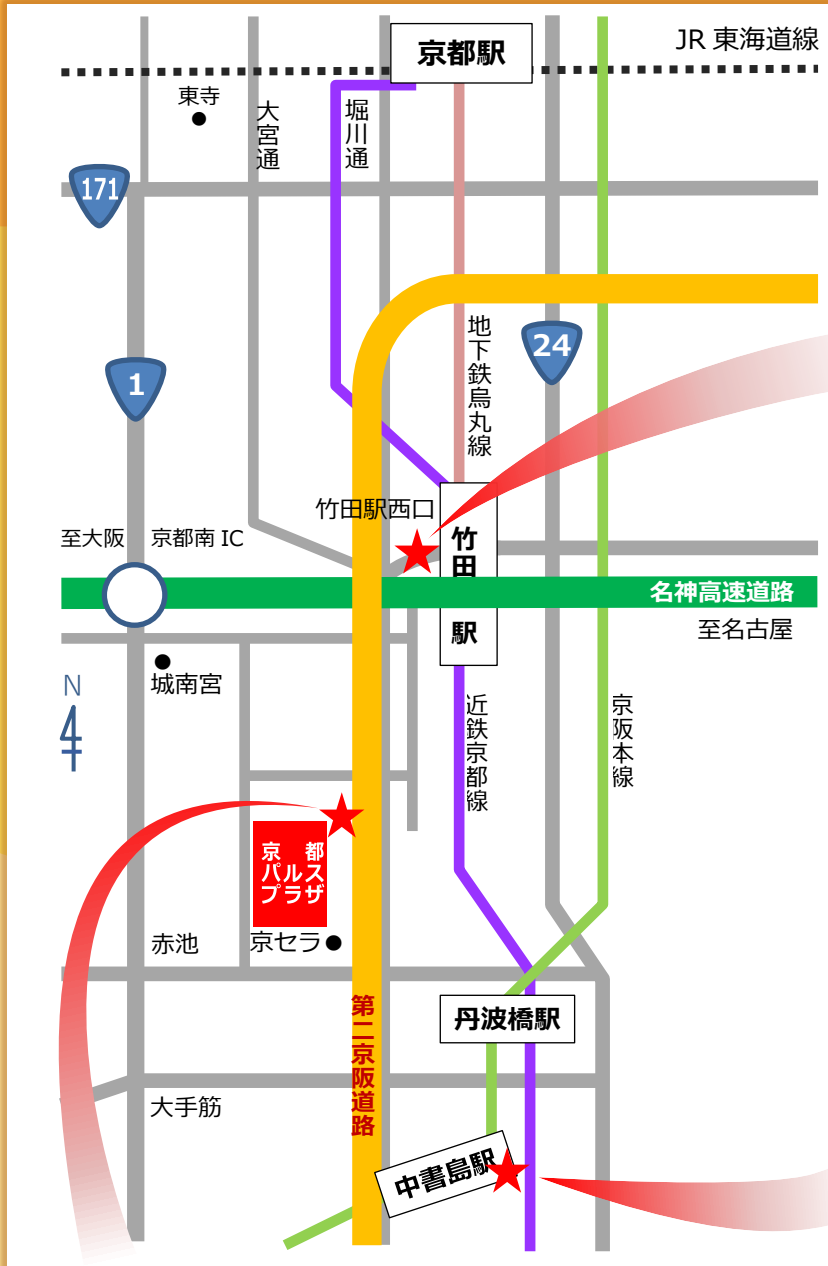 京都駅
JR 東海道線
東寺
大宮通
堀川通
171
地下鉄烏丸線
24
1
竹田駅西口
至大阪
京都南 IC
竹田駅
名神高速道路
至名古屋
城南宮
N
近鉄京都線
京阪本線
京都
パルス
プラザ
赤池
京セラ
第二京阪道路
丹波橋駅
大手筋
中書島駅